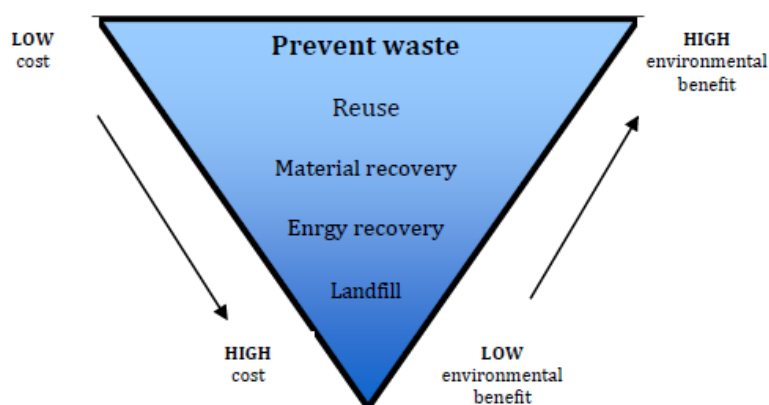 LOW
cost
Prevent waste
HIGH
environmental
benefit
Reuse
Material recovery
Enrgy recovery
Landfill
HIGH
cost
LOW
environmental
benefit